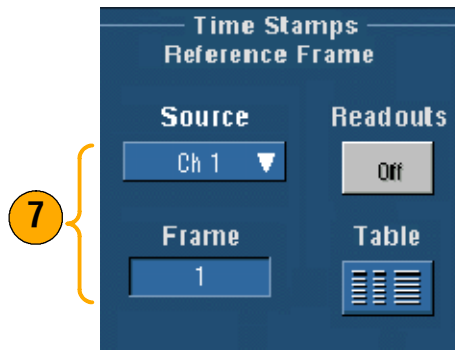 Time Stamps
Reference Frame
Source
Readouts
Ch 1
Off
7
Frame
Table
1